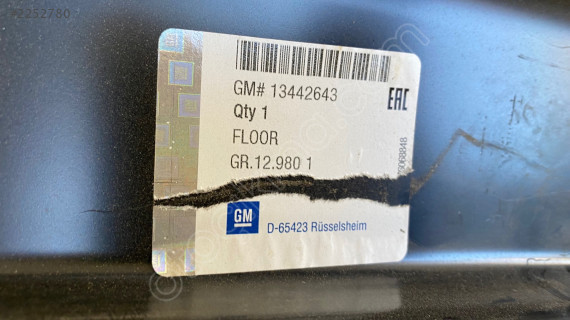 GM# 13442643
Qty 1
FLOOR
GR.12.980 1
EAC
GM
D-65423 Rüsselsheim